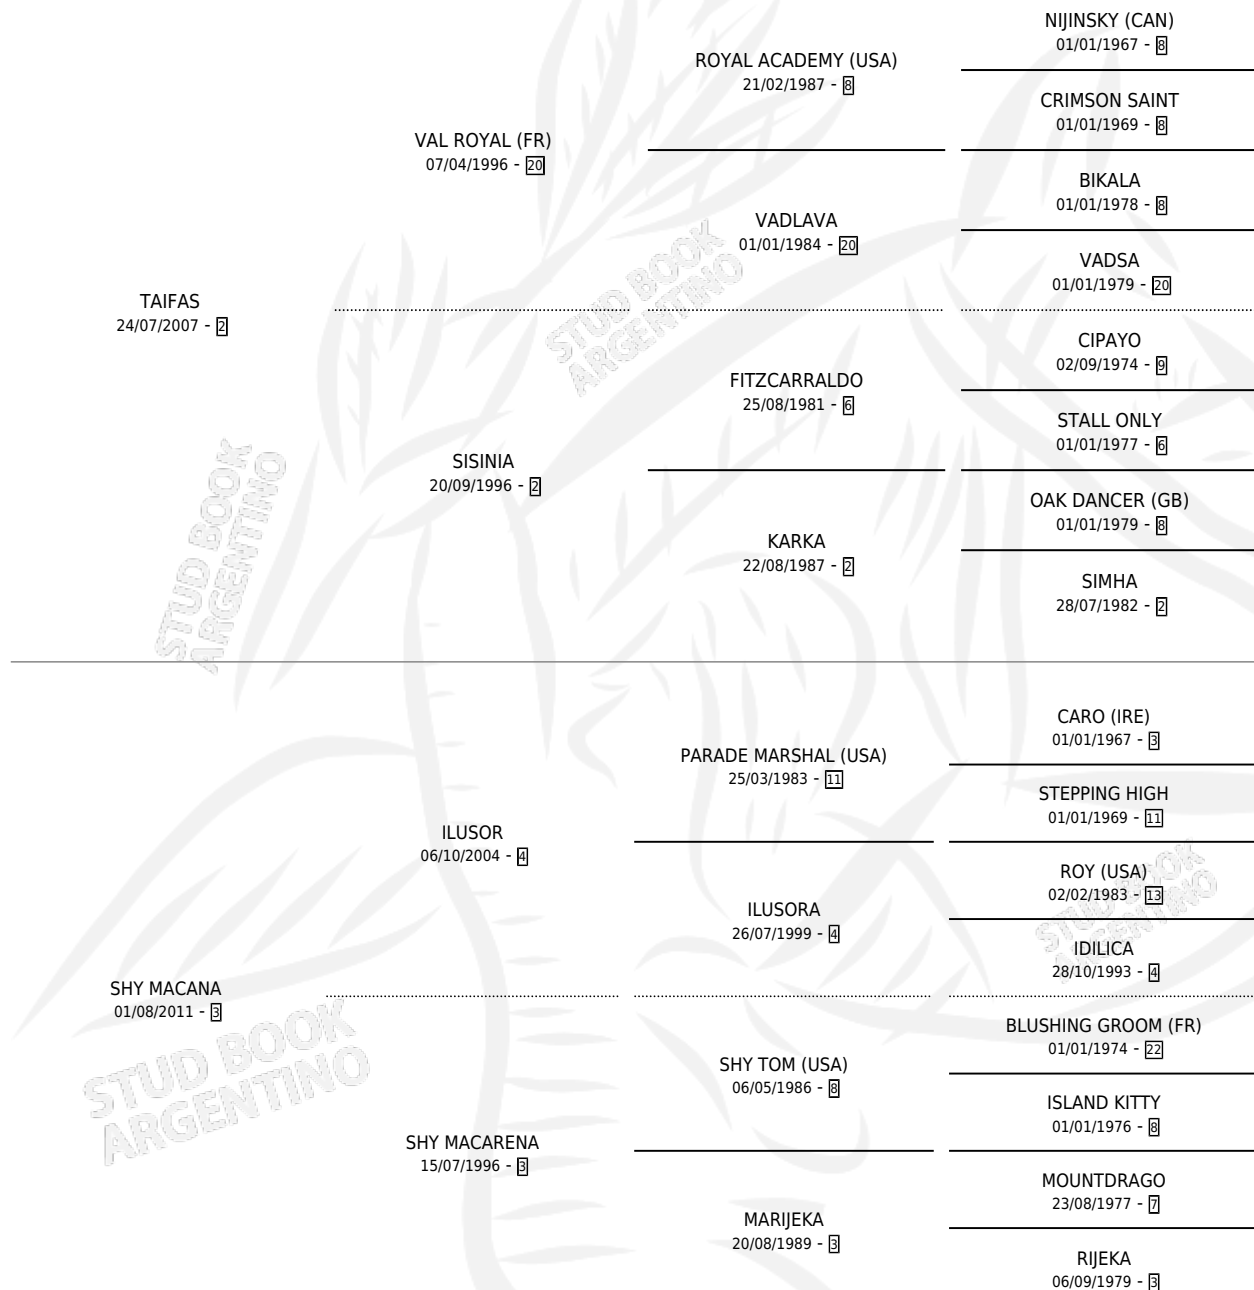 NIJINSKY (CAN)
01/01/1967 - 8
ROYAL ACADEMY (USA)
21/02/1987 - 8
CRIMSON SAINT
01/01/1969 - 8
VAL ROYAL (FR)
07/04/1996 - 20
BIKALA
01/01/1978 - 8
VADLAVA
01/01/1984 - 20
VADSA
01/01/1979 - 20
TAIFAS
24/07/2007 - 2
STUD BOOK
ARGENTINO
CIPAYO
02/09/1974 - 9
FITZCARRALDO
25/08/1981 - 6
STALL ONLY
01/01/1977 - 6
SISINIA
20/09/1996 - 2
OAK DANCER (GB)
01/01/1979 - 8
KARKA
22/08/1987 - 2
SIMHA
28/07/1982 - 2
STUD BOOK
ARGENTINO
CARO (IRE)
01/01/1967 - 3
PARADE MARSHAL (USA)
25/03/1983 - 11
STEPPING HIGH
01/01/1969 - 11
ILUSOR
06/10/2004 - 4
ROY (USA)
02/02/1983 - 13
ILUSORA
26/07/1999 - 4
STUD BOOK
ARGENTINO
IDILICA
28/10/1993 - 4
SHY MACANA
01/08/2011 - 3
STUD BOOK
ARGENTINO
BLUSHING GROOM (FR)
01/01/1974 - 22
SHY TOM (USA)
06/05/1986 - 8
ISLAND KITTY
01/01/1976 - 8
SHY MACARENA
15/07/1996 - 3
MOUNTDRAGO
23/08/1977 - 7
MARIJEKA
20/08/1989 - 3
RIJEKA
06/09/1979 - 3